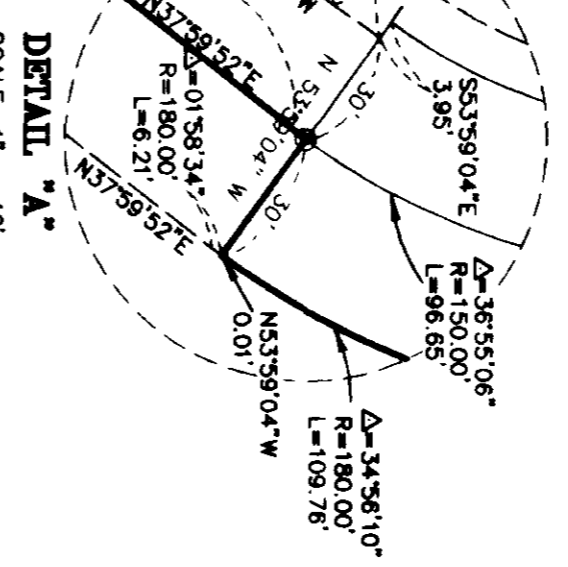 S53°59'04"E
3.95'
Δ=36°55'06"
R=150.00'
L=96.65'
N37°59'52"E
Δ=01°58'34"
R=180.00'
L=6.21'
N 53°59'04" W
30'
30'
N37°59'52"E
N53°59'04"W
0.01'
Δ=34°56'10"
R=180.00'
L=109.76'
DETAIL "A"